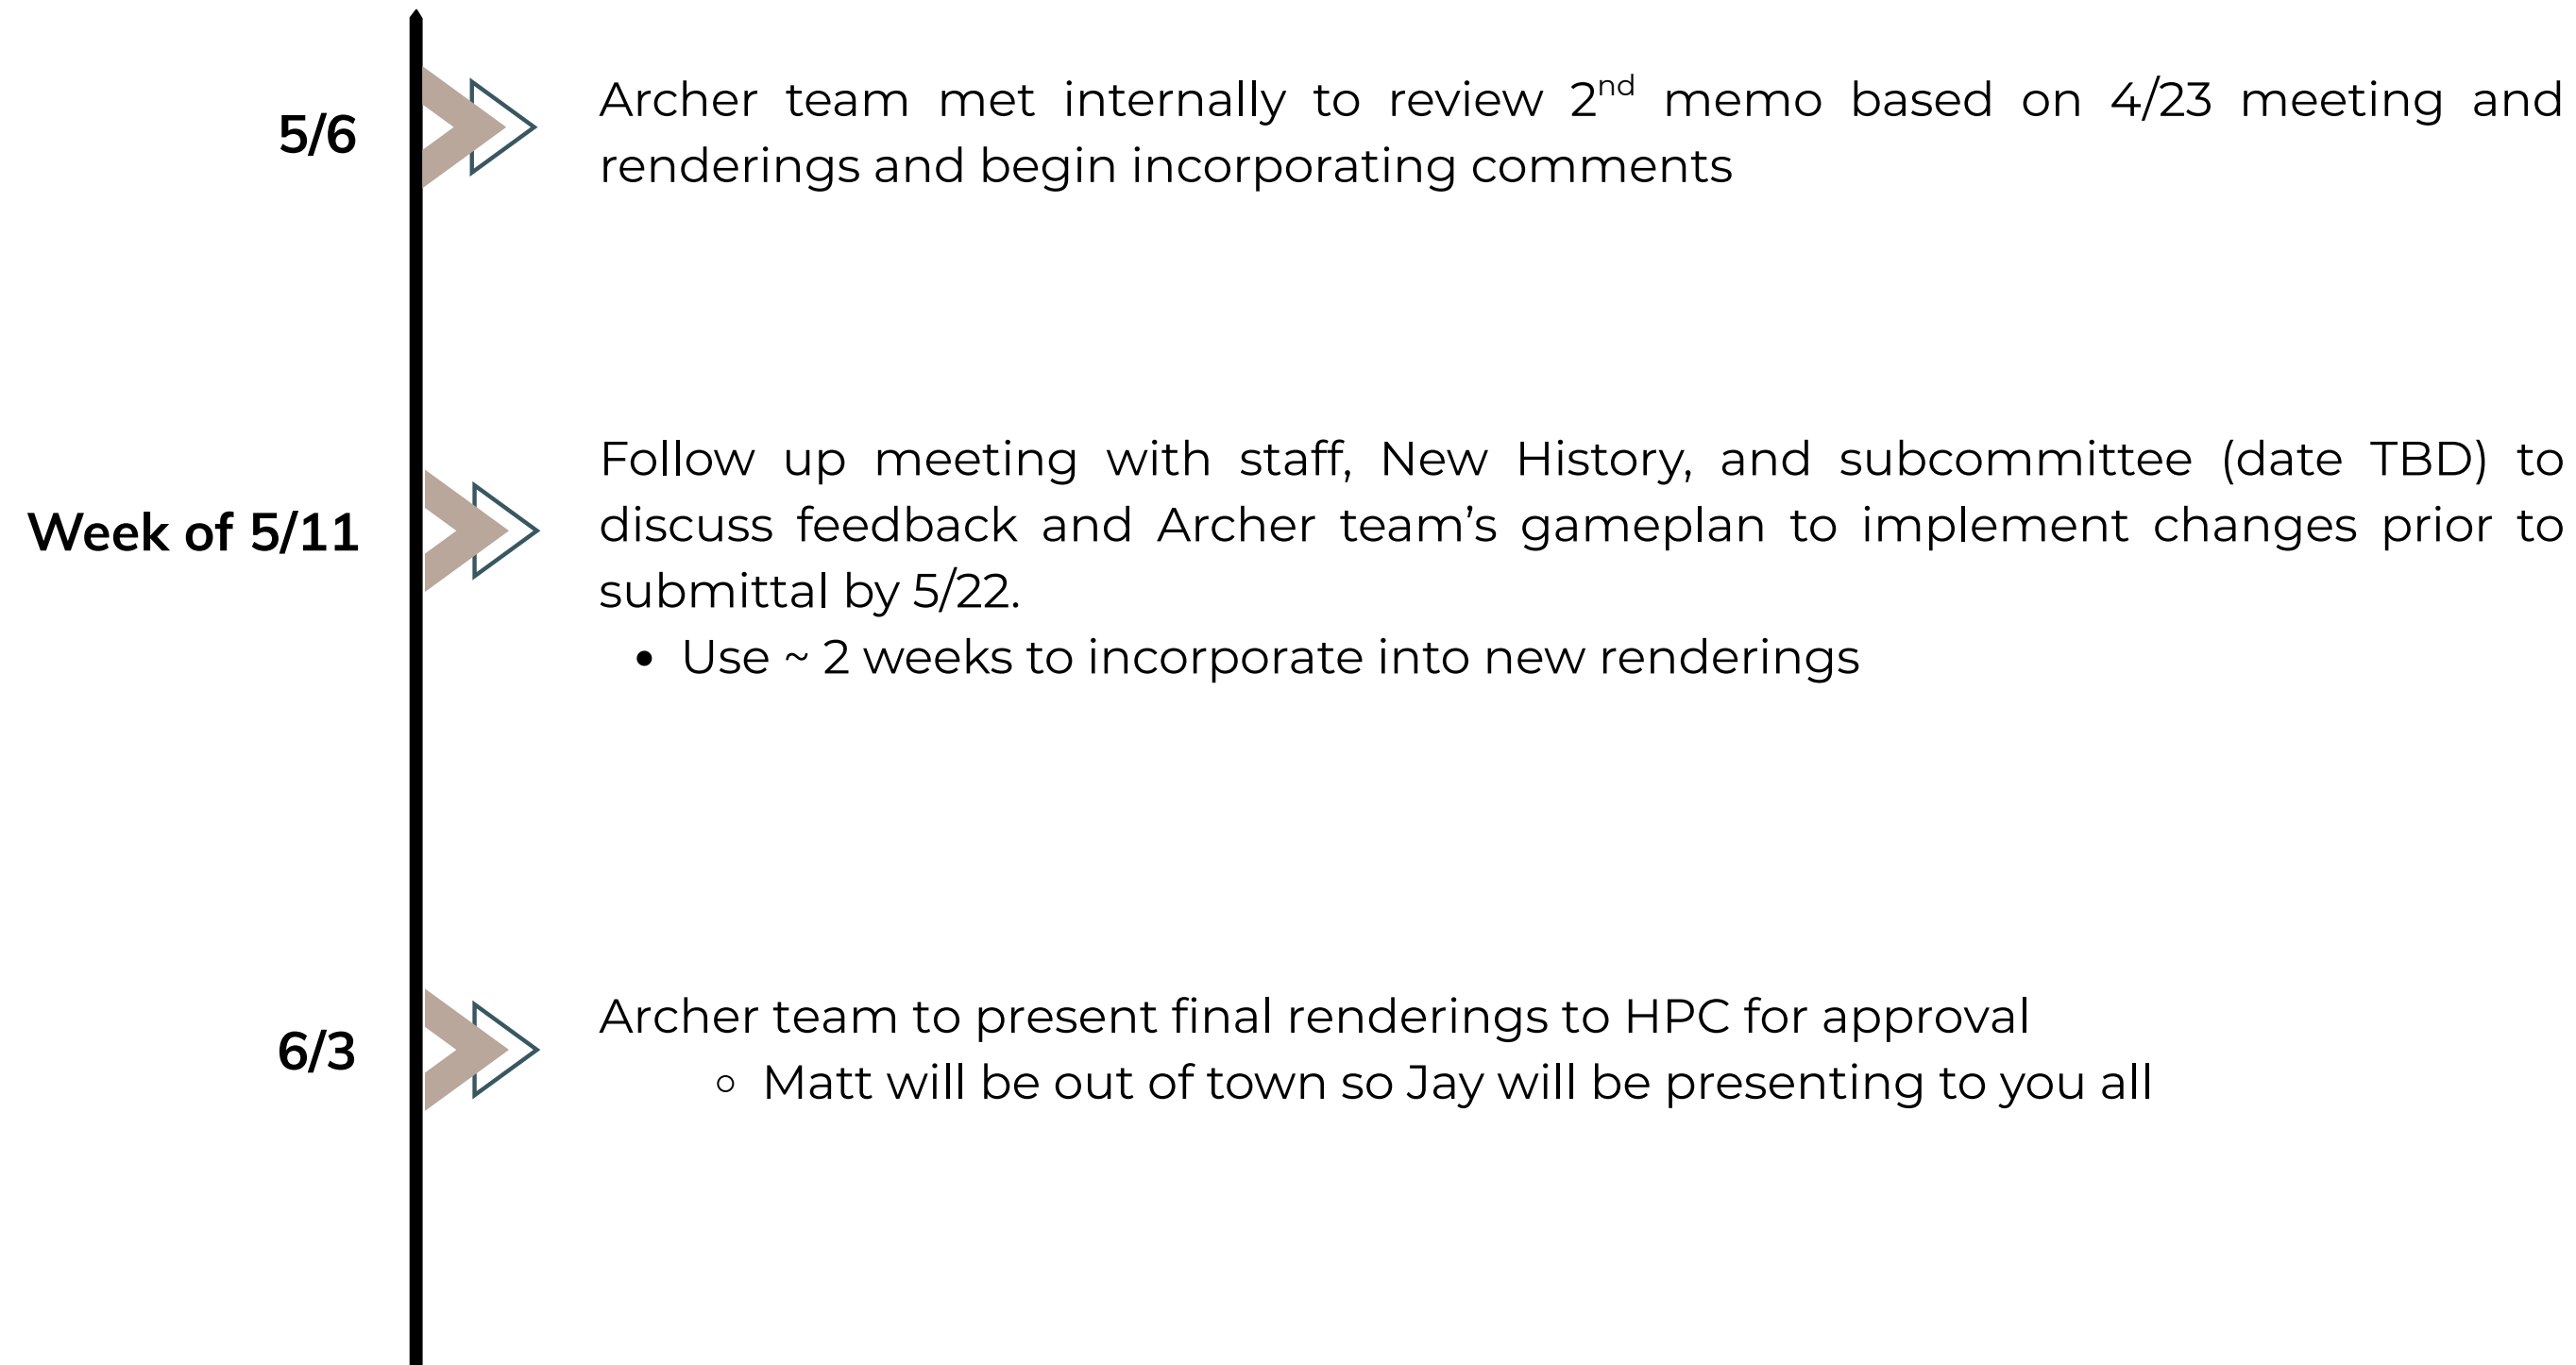 5/6
Archer team met internally to review 2nd memo based on 4/23 meeting and
renderings and begin incorporating comments
Week of 5/11
Follow up meeting with staff, New History, and subcommittee (date TBD) to
discuss feedback and Archer team’s gameplan to implement changes prior to
submittal by 5/22.
• Use ~ 2 weeks to incorporate into new renderings
6/3
Archer team to present final renderings to HPC for approval
◦ Matt will be out of town so Jay will be presenting to you all